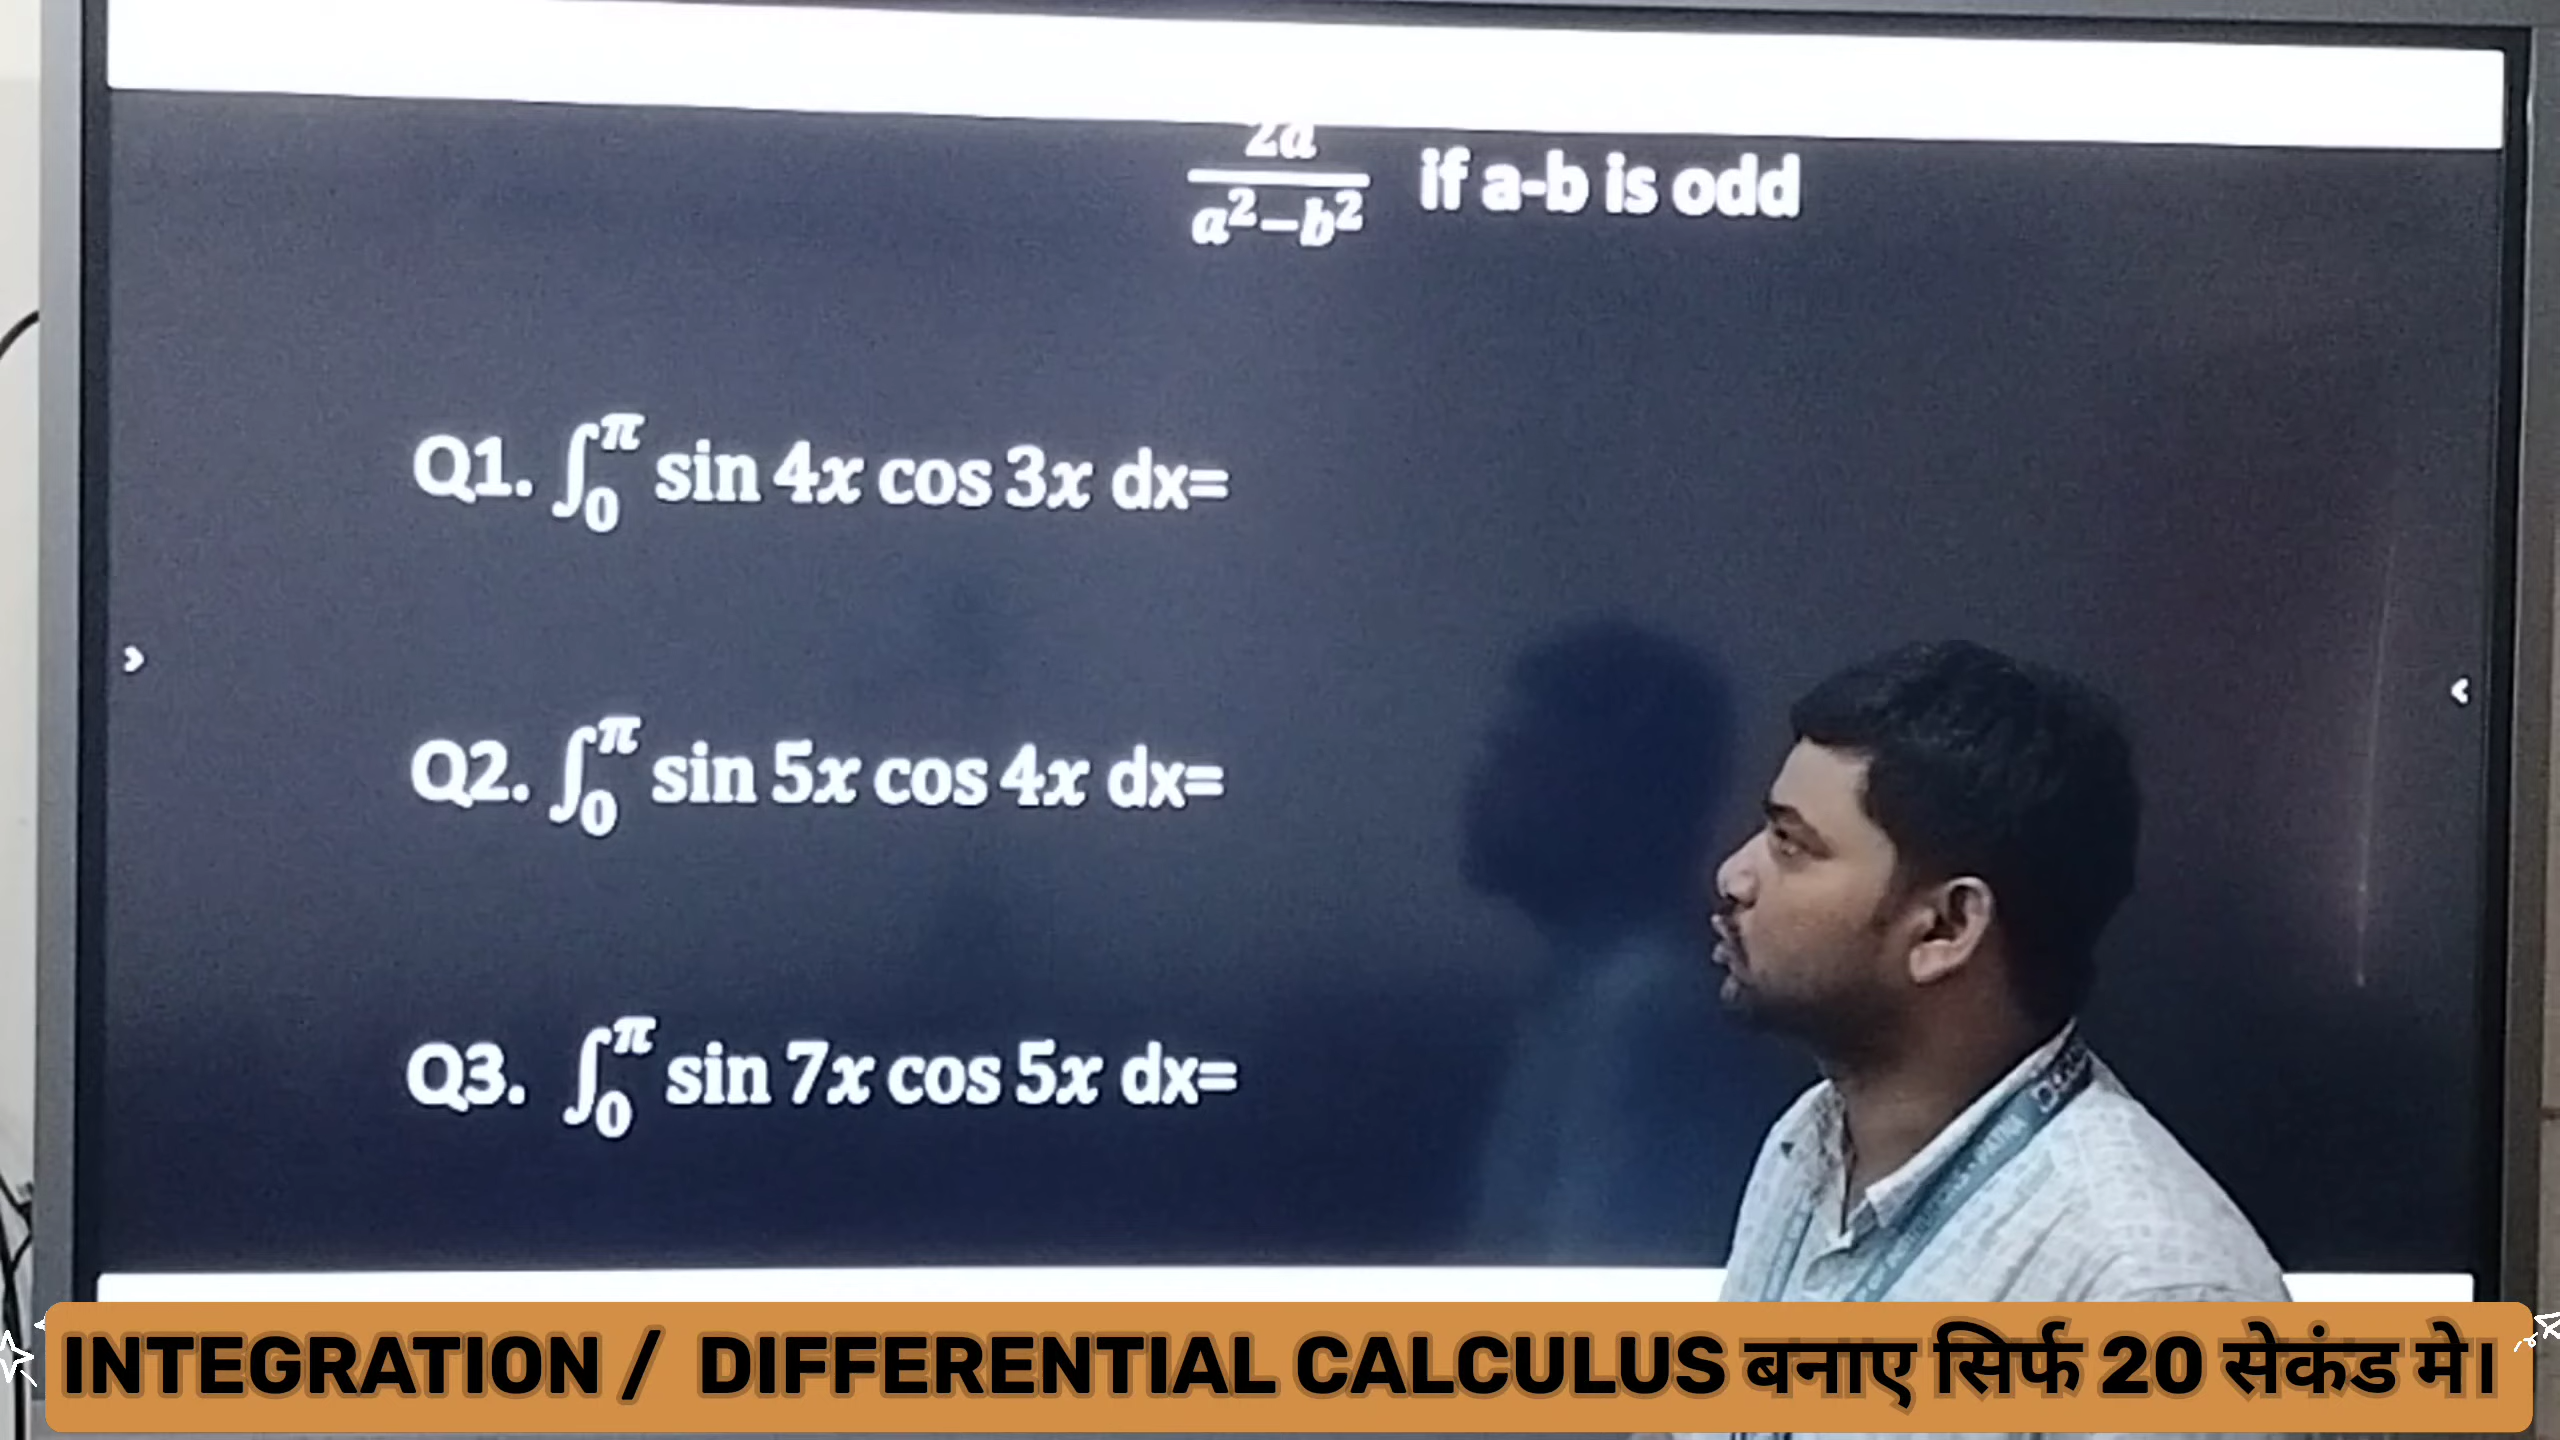 2a
a²−b² if a-b is odd
Q1. ∫₀^π sin 4x cos 3x dx=
Q2. ∫₀^π sin 5x cos 4x dx=
Q3. ∫₀^π sin 7x cos 5x dx=
INTEGRATION / DIFFERENTIAL CALCULUS बनाए सिर्फ 20 सेकंड मे।